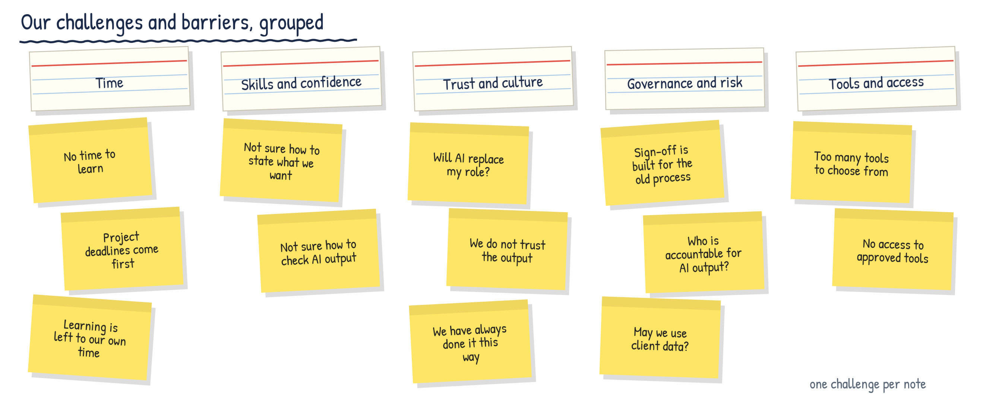 Our challenges and barriers, grouped
Time
Skills and confidence
Trust and culture
Governance and risk
Tools and access
No time to
learn
Project
deadlines come
first
Learning is
left to our own
time
Not sure how to
state what we
want
Not sure how to
check AI output
Will AI replace
my role?
We do not trust
the output
We have always
done it this
way
Sign-off is
built for the
old process
Who is
accountable for
AI output?
May we use
client data?
Too many tools
to choose from
No access to
approved tools
one challenge per note